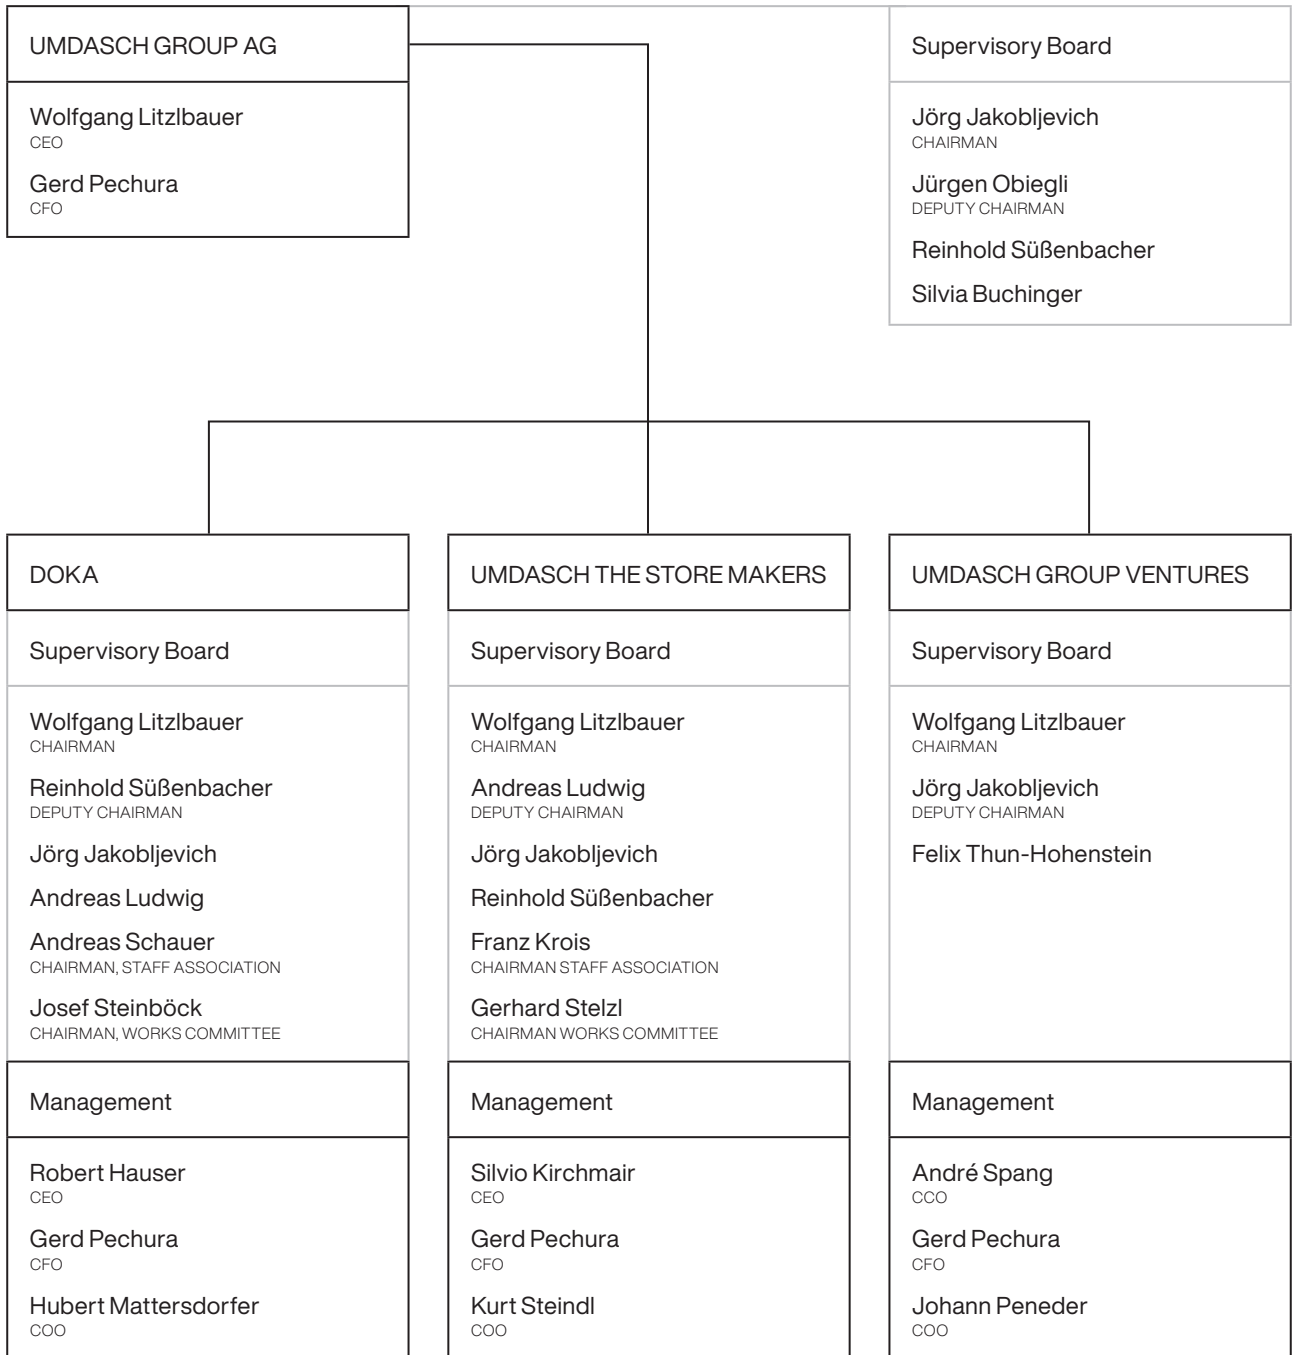 UMDASCH GROUP AG
Wolfgang Litzlbauer
CEO
Gerd Pechura
CFO
Supervisory Board
Jörg Jakobljevich
CHAIRMAN
Jürgen Obiegli
DEPUTY CHAIRMAN
Reinhold Süßenbacher
Silvia Buchinger
DOKA
Supervisory Board
Wolfgang Litzlbauer
CHAIRMAN
Reinhold Süßenbacher
DEPUTY CHAIRMAN
Jörg Jakobljevich
Andreas Ludwig
Andreas Schauer
CHAIRMAN, STAFF ASSOCIATION
Josef Steinböck
CHAIRMAN, WORKS COMMITTEE
Management
Robert Hauser
CEO
Gerd Pechura
CFO
Hubert Mattersdorfer
COO
UMDASCH THE STORE MAKERS
Supervisory Board
Wolfgang Litzlbauer
CHAIRMAN
Andreas Ludwig
DEPUTY CHAIRMAN
Jörg Jakobljevich
Reinhold Süßenbacher
Franz Krois
CHAIRMAN STAFF ASSOCIATION
Gerhard Stelzl
CHAIRMAN WORKS COMMITTEE
Management
Silvio Kirchmair
CEO
Gerd Pechura
CFO
Kurt Steindl
COO
UMDASCH GROUP VENTURES
Supervisory Board
Wolfgang Litzlbauer
CHAIRMAN
Jörg Jakobljevich
DEPUTY CHAIRMAN
Felix Thun-Hohenstein
Management
André Spang
CCO
Gerd Pechura
CFO
Johann Peneder
COO